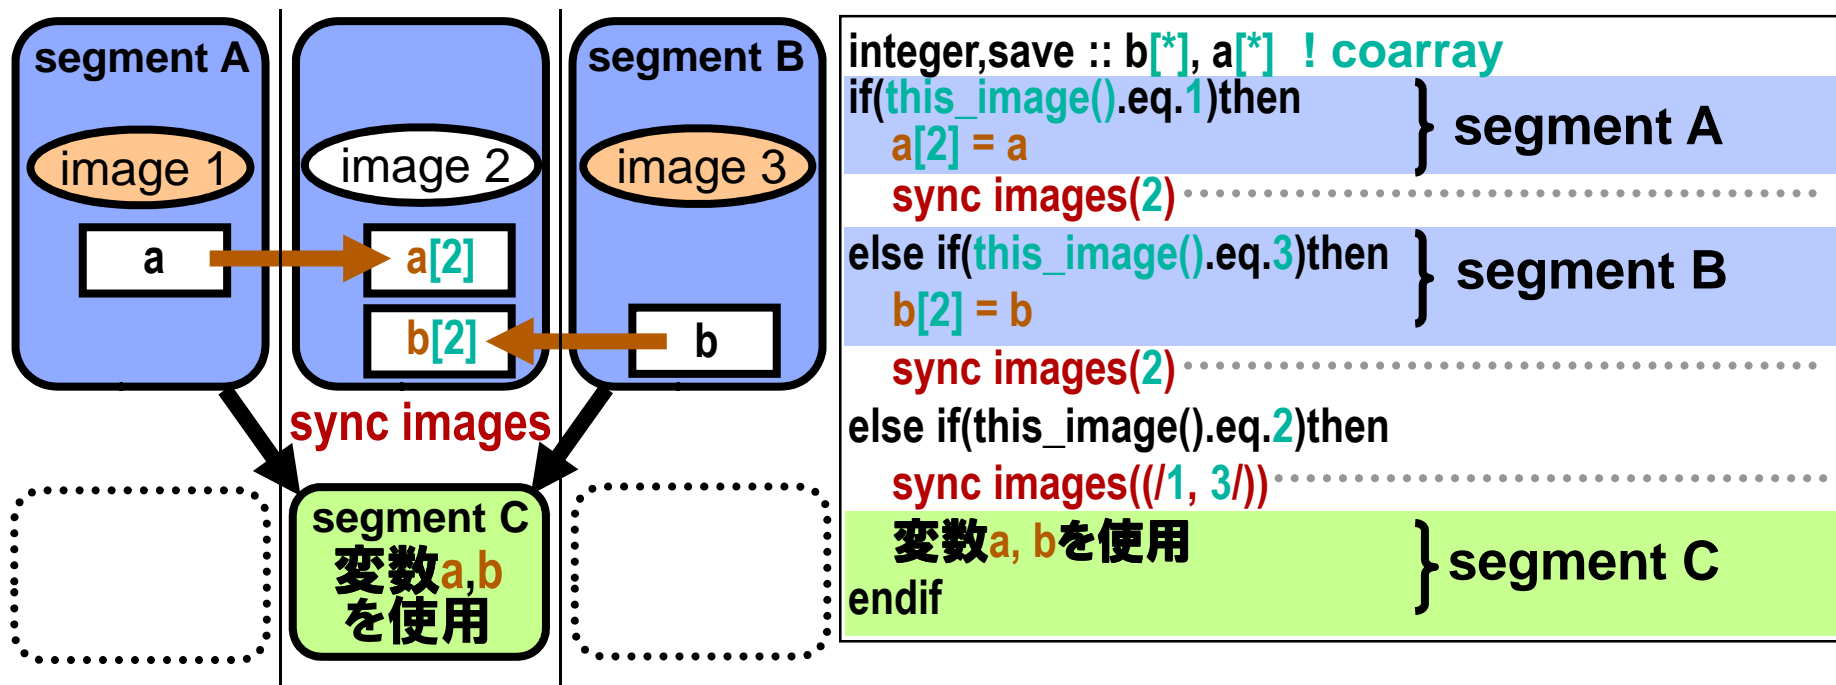 segment A
segment B
image 1
image 2
image 3
a
a[2]
b[2]
b
sync images
segment C
変数a,b
を使用
integer,save :: b[*], a[*] ! coarray
if(this_image().eq.1)then
a[2] = a
segment A
sync images(2)
else if(this_image().eq.3)then
b[2] = b
segment B
sync images(2)
else if(this_image().eq.2)then
sync images((/1, 3/))
変数a, bを使用
segment C
endif